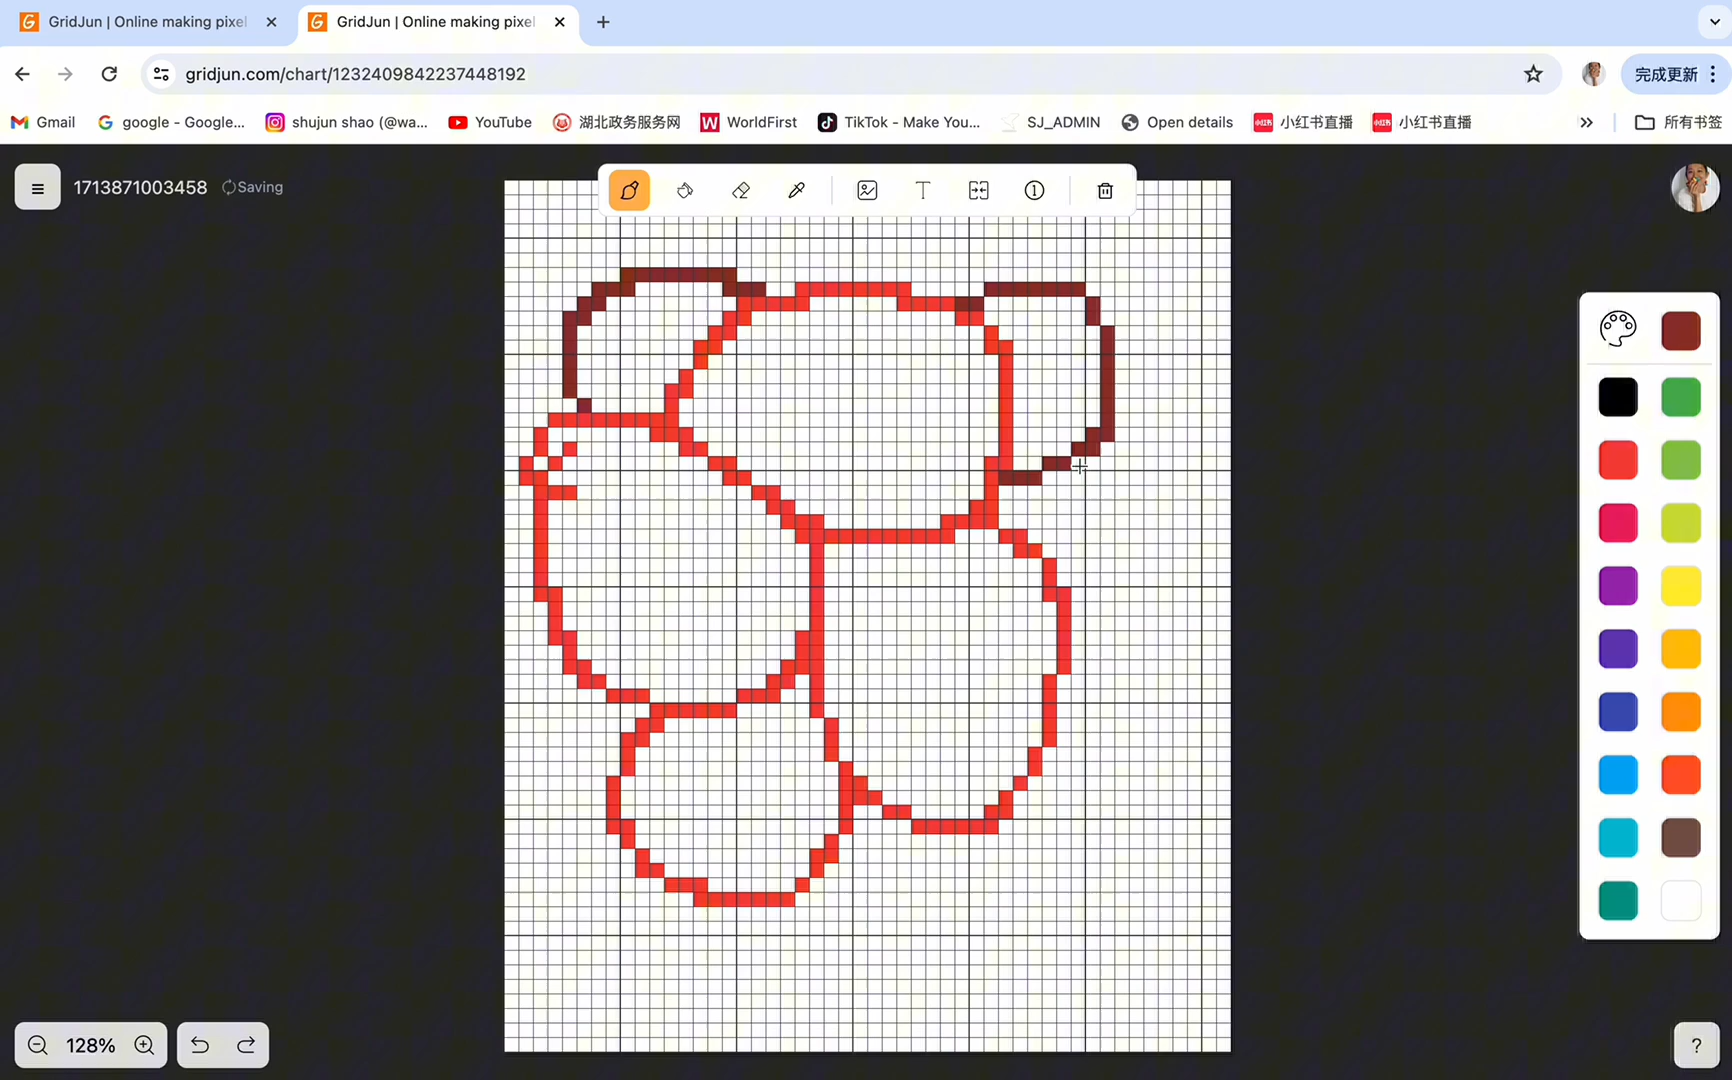 GridJun | Online making pixel
GridJun | Online making pixel
gridjun.com/chart/1232409842237448192
完成更新
Gmail
google - Google...
shujun shao (@wa...
YouTube
湖北政务服务网
WorldFirst
TikTok - Make You...
SJ_ADMIN
Open details
小红书直播
小红书直播
所有书签
1713871003458
Saving
T
1
128%
?